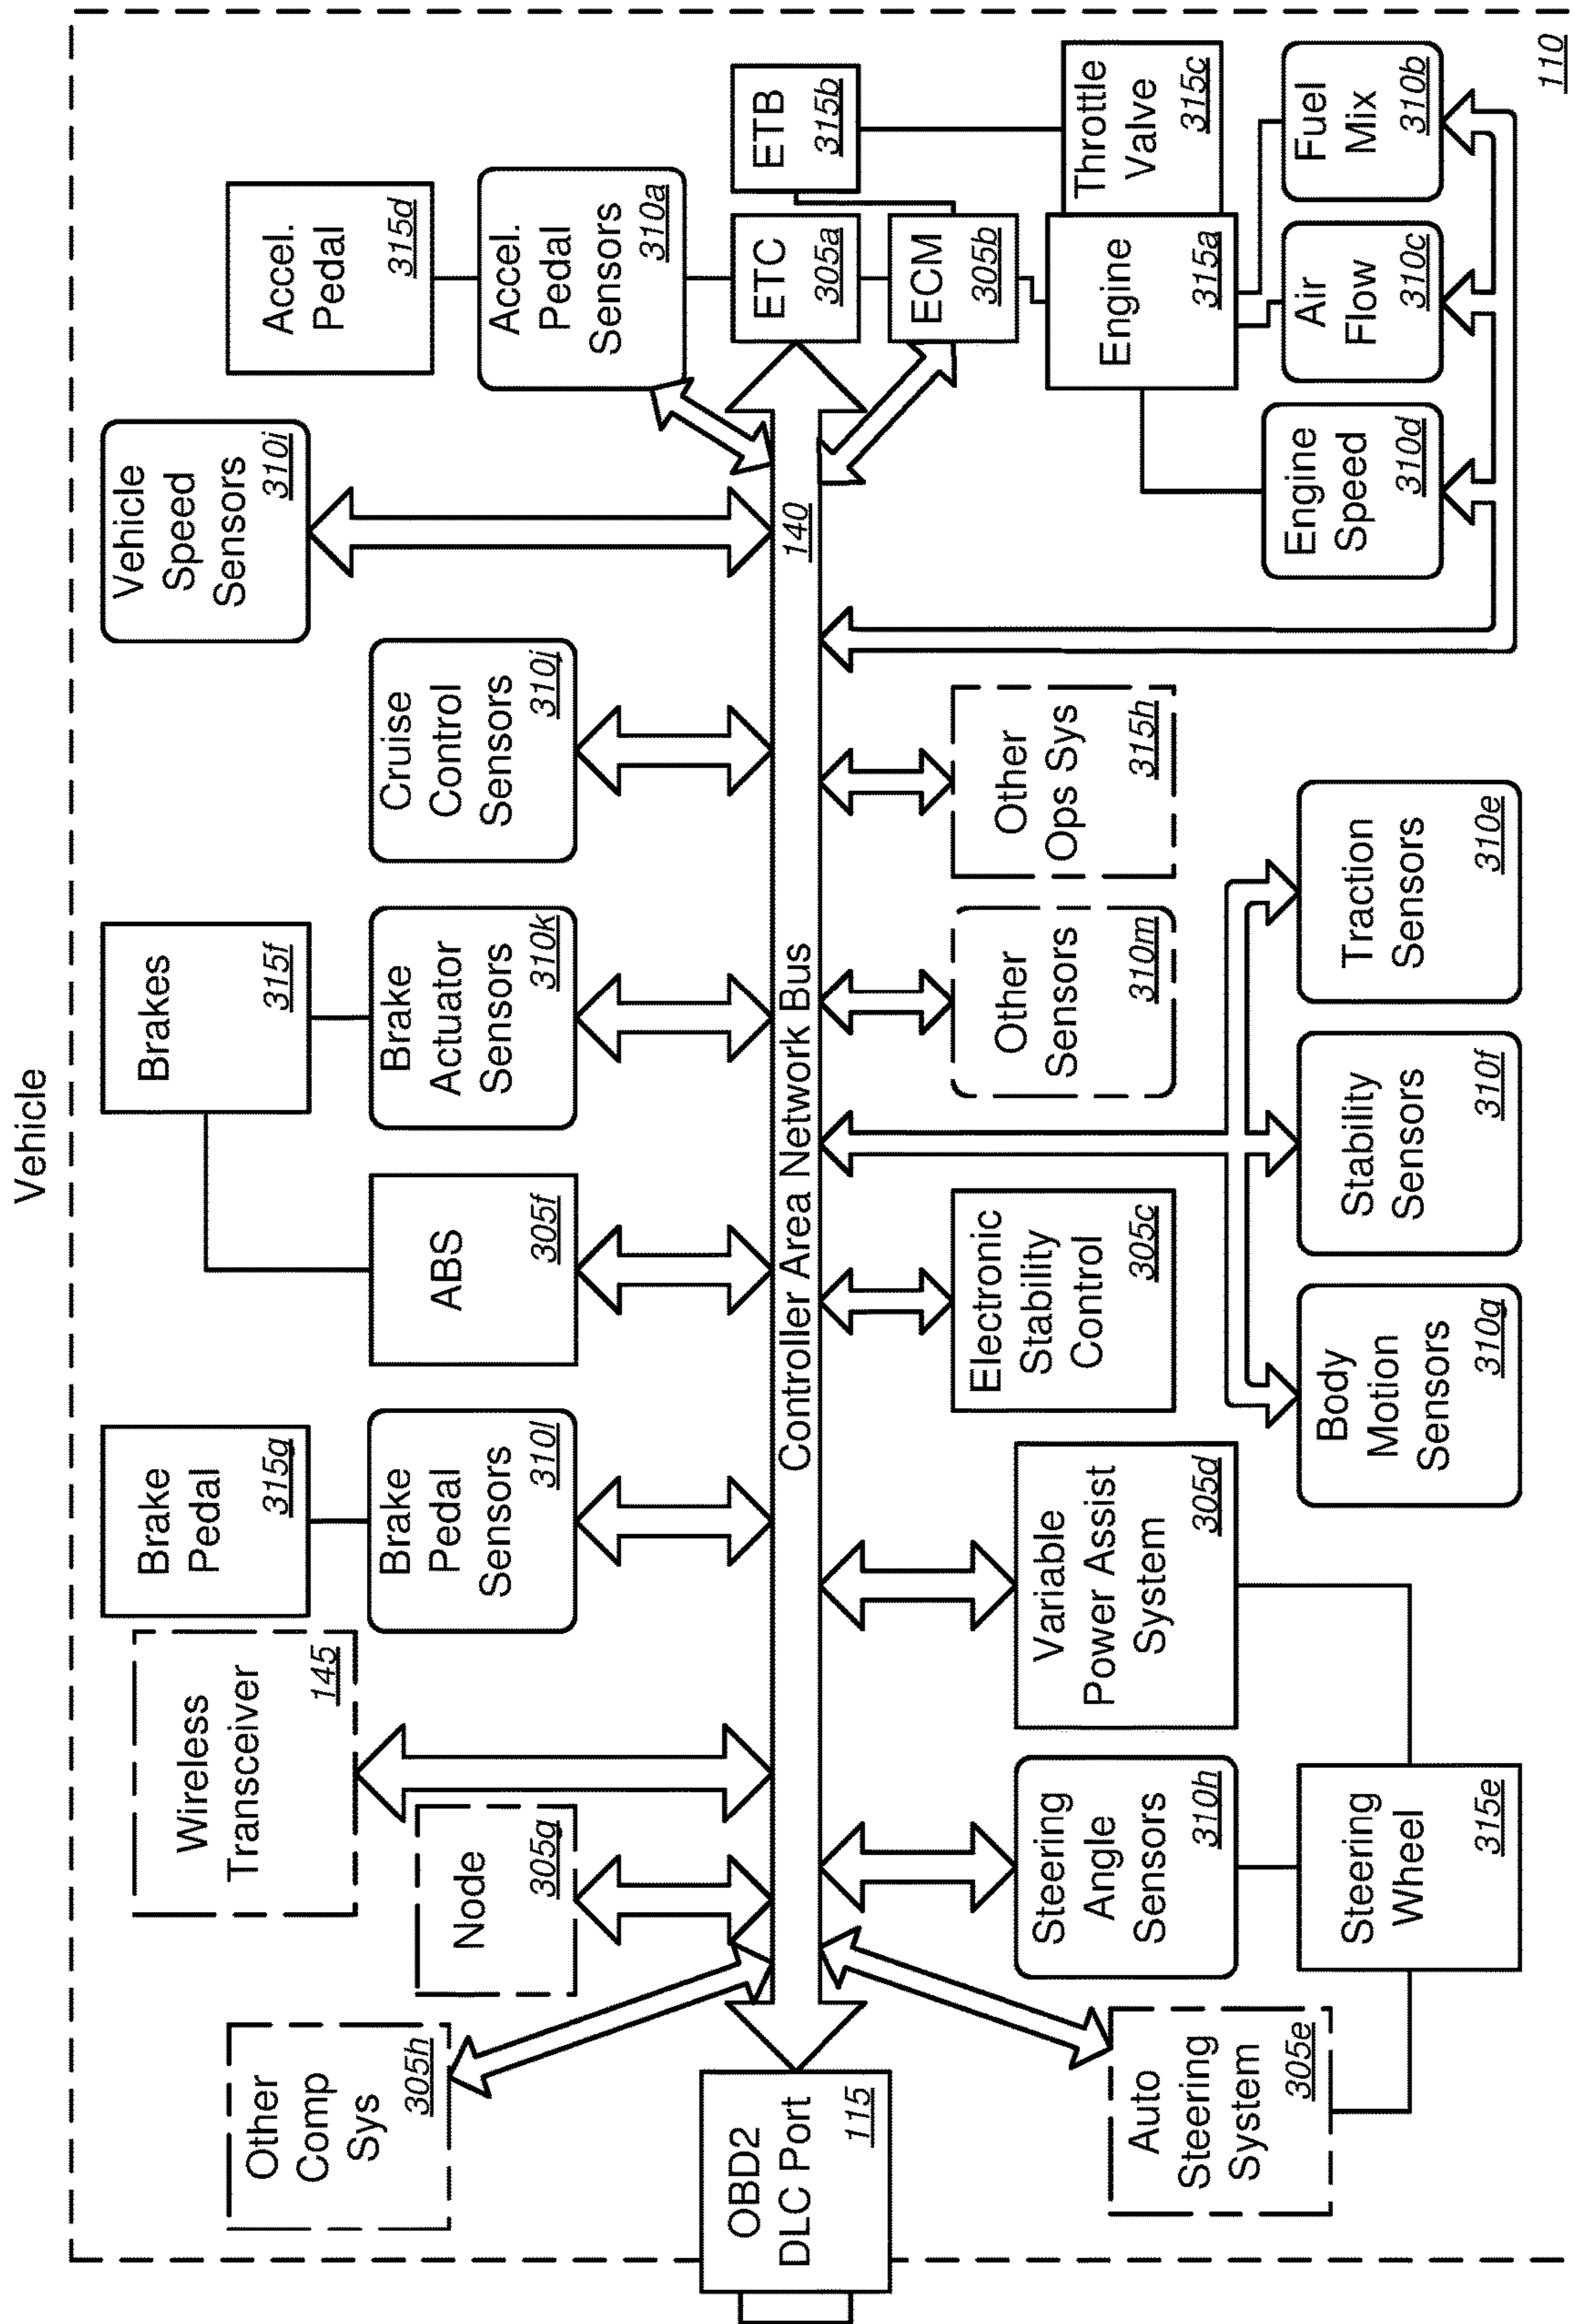 Vehicle
Other
Comp
Sys
305h
Wireless
Transceiver
145
Node
305g
Brake
Pedal
315g
Brake
Pedal
Sensors
310l
ABS
305f
Brakes
315f
Brake
Actuator
Sensors
310k
Cruise
Control
Sensors
310j
Vehicle
Speed
Sensors
310i
Accel.
Pedal
315d
Accel.
Pedal
Sensors
310a
OBD2
DLC Port
115
Controller Area Network Bus
140
ETC
305a
ETB
315b
ECM
305b
Auto
Steering
System
305e
Steering
Angle
Sensors
310h
Steering
Wheel
315e
Variable
Power Assist
System
305d
Electronic
Stability
Control
305c
Body
Motion
Sensors
310g
Stability
Sensors
310f
Traction
Sensors
310e
Other
Sensors
310m
Other
Ops Sys
315h
Engine
315a
Throttle
Valve
315c
Engine
Speed
310d
Air
Flow
310c
Fuel
Mix
310b
110